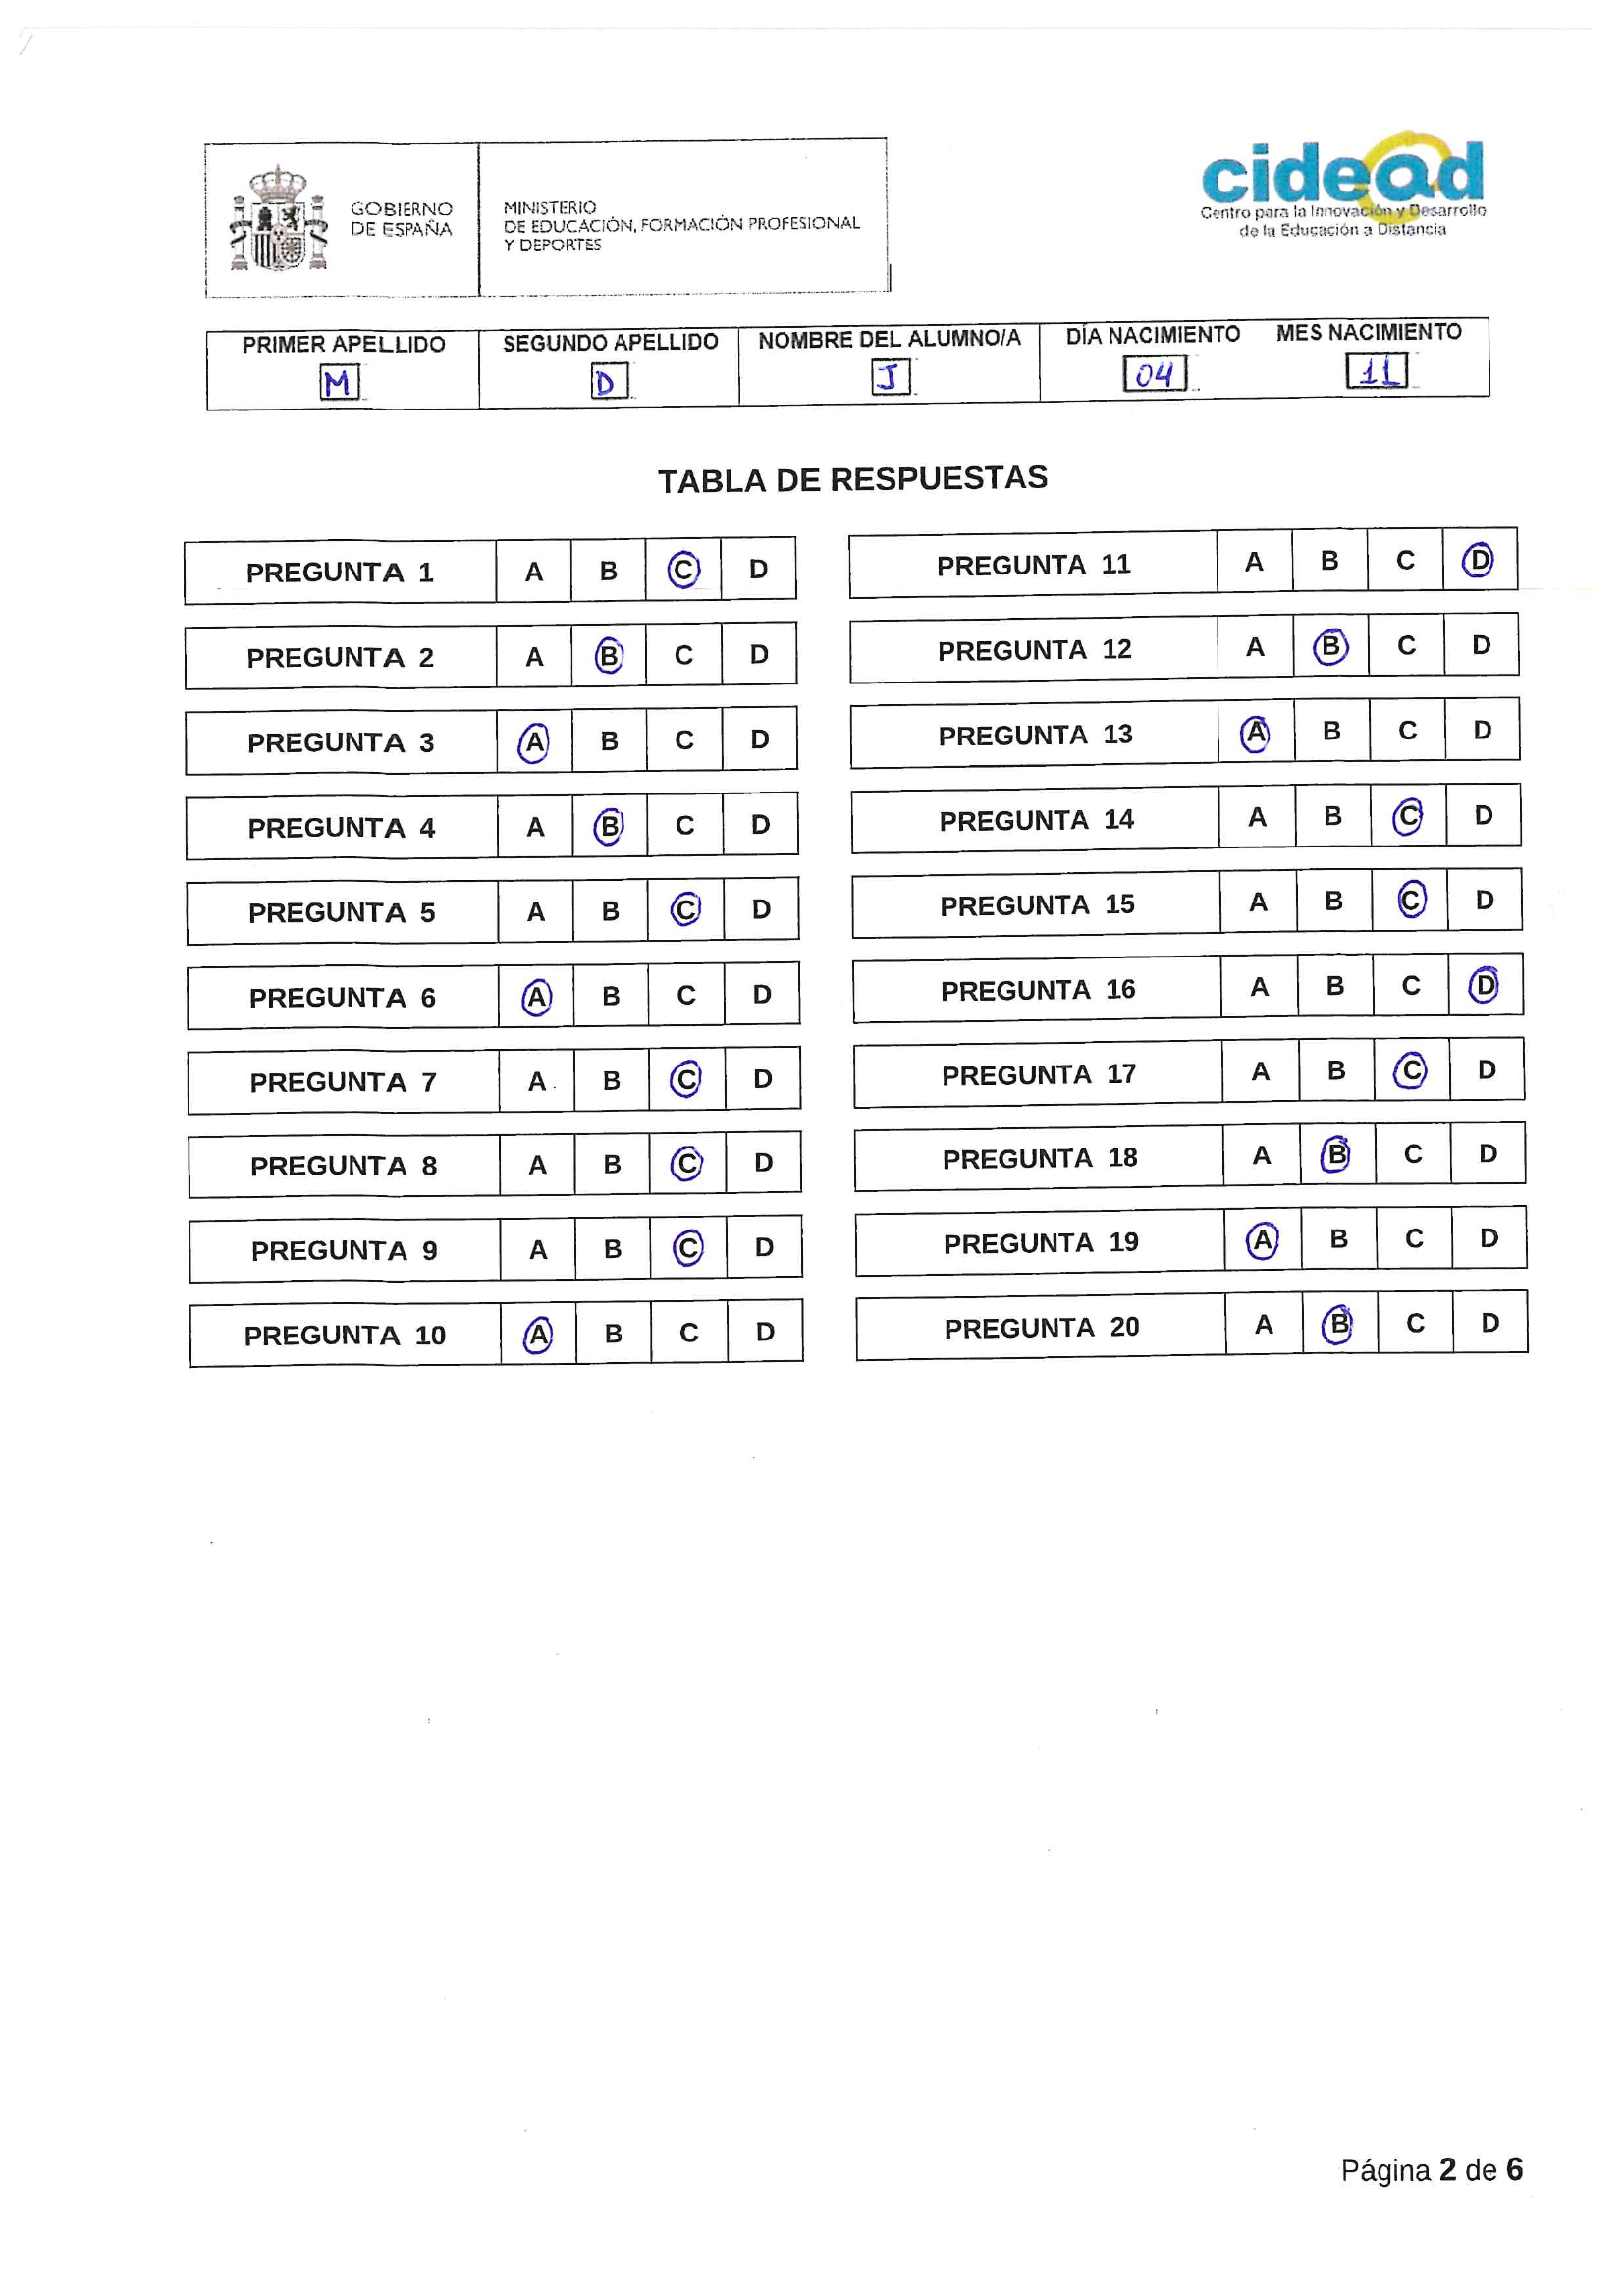 GOBIERNO
DE ESPAÑA
MINISTERIO
DE EDUCACIÓN, FORMACIÓN PROFESIONAL
Y DEPORTES
cidead
Centro para la Innovación y Desarrollo
de la Educación a Distancia
PRIMER APELLIDO SEGUNDO APELLIDO NOMBRE DEL ALUMNO/A DÍA NACIMIENTO MES NACIMIENTO
M D J 04 11
TABLA DE RESPUESTAS
PREGUNTA 1 A B C D
PREGUNTA 2 A B C D
PREGUNTA 3 A B C D
PREGUNTA 4 A B C D
PREGUNTA 5 A B C D
PREGUNTA 6 A B C D
PREGUNTA 7 A B C D
PREGUNTA 8 A B C D
PREGUNTA 9 A B C D
PREGUNTA 10 A B C D
PREGUNTA 11 A B C D
PREGUNTA 12 A B C D
PREGUNTA 13 A B C D
PREGUNTA 14 A B C D
PREGUNTA 15 A B C D
PREGUNTA 16 A B C D
PREGUNTA 17 A B C D
PREGUNTA 18 A B C D
PREGUNTA 19 A B C D
PREGUNTA 20 A B C D
Página 2 de 6